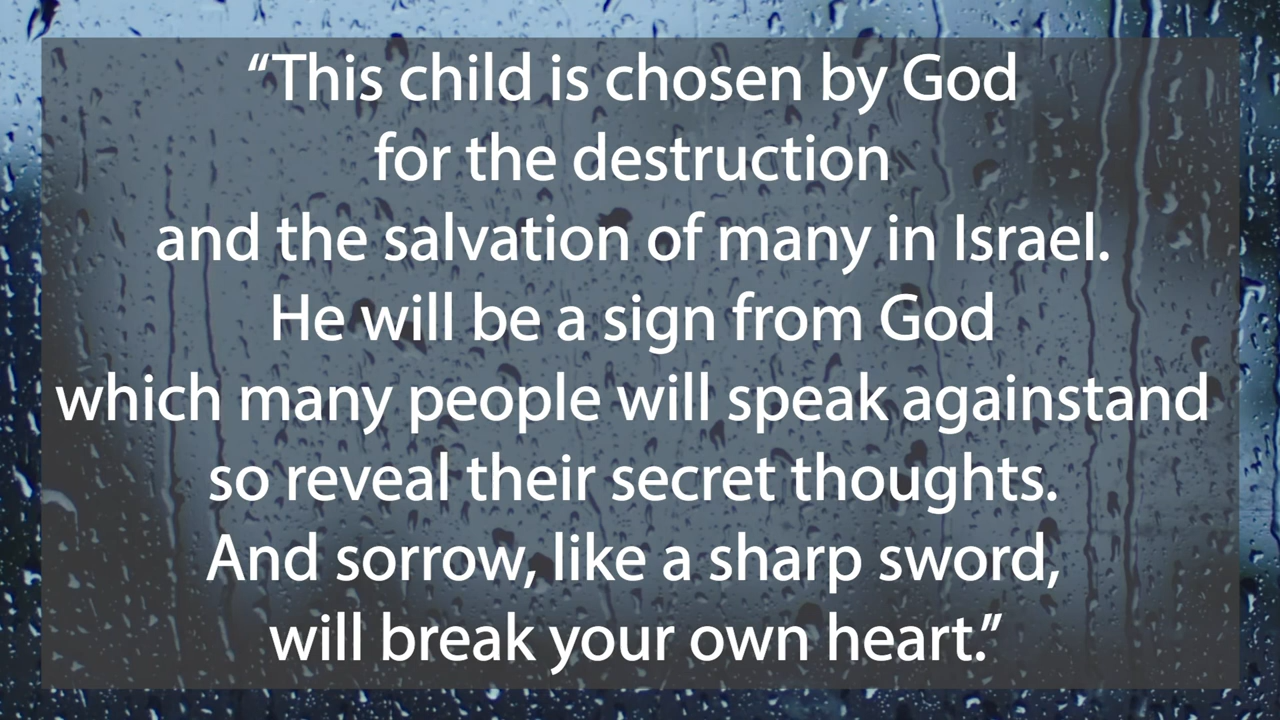 “This child is chosen by God
for the destruction
and the salvation of many in Israel.
He will be a sign from God
which many people will speak againstand
so reveal their secret thoughts.
And sorrow, like a sharp sword,
will break your own heart.”